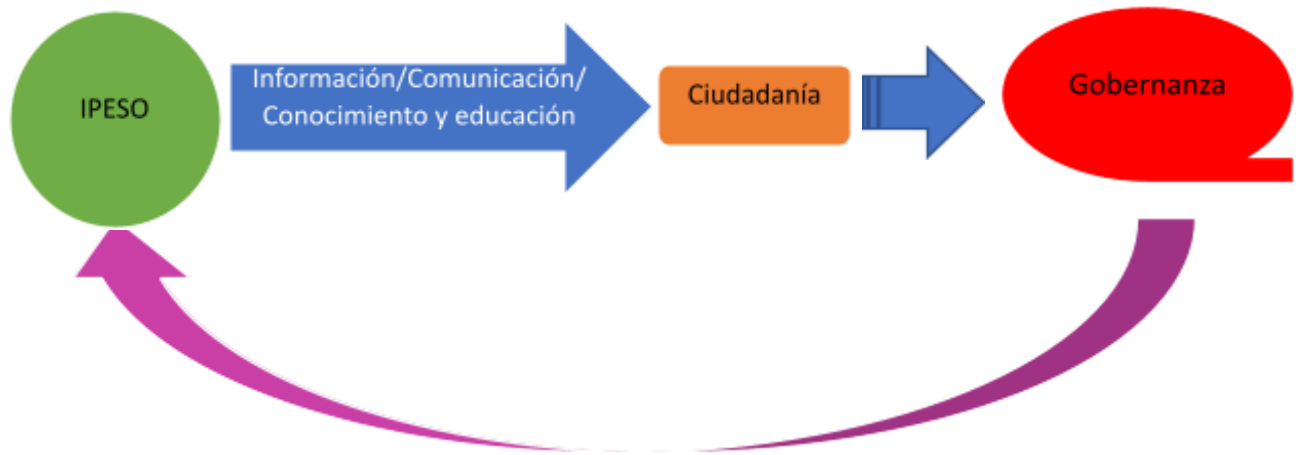 IPESO
Información/Comunicación/
Conocimiento y educación
Ciudadanía
Gobernanza